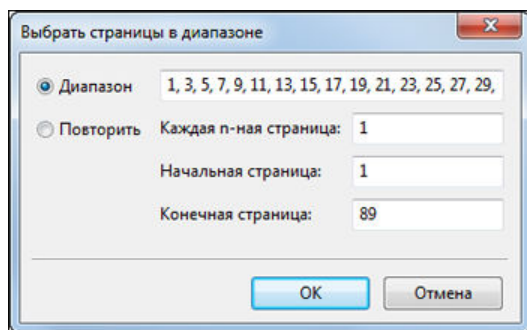 Выбрать страницы в диапазоне
Диапазон 1, 3, 5, 7, 9, 11, 13, 15, 17, 19, 21, 23, 25, 27, 29,
Повторить Каждая n-ная страница: 1
Начальная страница: 1
Конечная страница: 89
OK Отмена